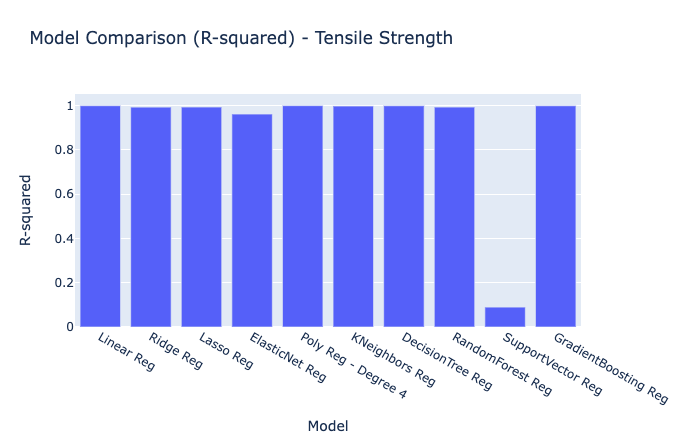 Model Comparison (R-squared) - Tensile Strength
R-squared
1
0.8
0.6
0.4
0.2
0
Linear Reg
Ridge Reg
Lasso Reg
ElasticNet Reg
Poly Reg - Degree 4
KNeighbors Reg
DecisionTree Reg
RandomForest Reg
SupportVector Reg
GradientBoosting Reg
Model